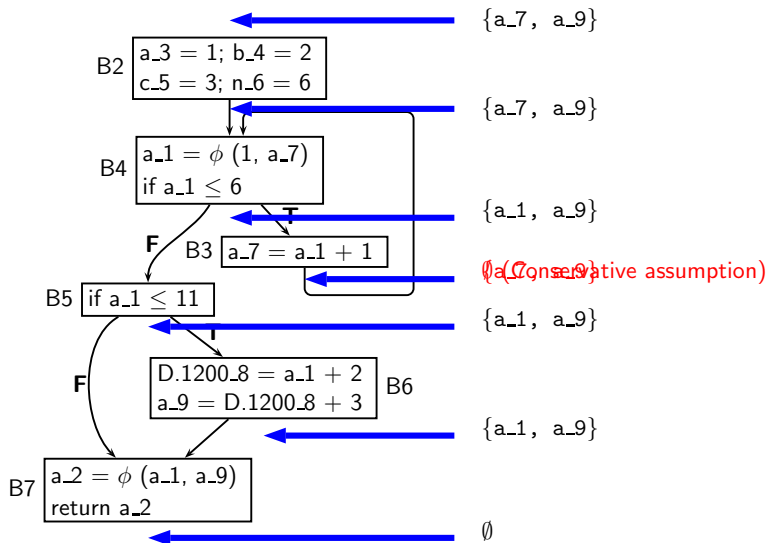 {a_7, a_9}
a_3 = 1; b_4 = 2
B2
c_5 = 3; n_6 = 6
{a_7, a_9}
a_1 = ϕ (1, a_7)
B4
if a_1 ≤ 6
{a_1, a_9}
T
F
B3
a_7 = a_1 + 1
∅ (Conservative assumption)
{a_7, a_9}
B5
if a_1 ≤ 11
{a_1, a_9}
T
F
D.1200_8 = a_1 + 2
B6
a_9 = D.1200_8 + 3
{a_1, a_9}
a_2 = ϕ (a_1, a_9)
B7
return a_2
∅